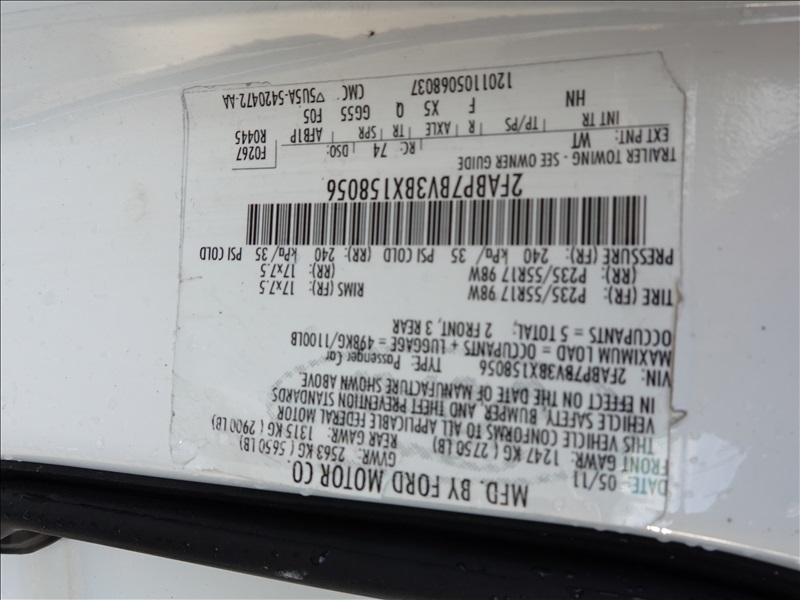 MFD. BY FORD MOTOR CO.
DATE: 05/11 GVWR: 2563 KG ( 5650 LB)
FRONT GAWR: 1247 KG ( 2750 LB) REAR GAWR: 1315 KG ( 2900 LB)
THIS VEHICLE CONFORMS TO ALL APPLICABLE FEDERAL MOTOR
VEHICLE SAFETY, BUMPER, AND THEFT PREVENTION STANDARDS
IN EFFECT ON THE DATE OF MANUFACTURE SHOWN ABOVE.
VIN: 2FABP7BV3BX158056 TYPE: Passenger Car
MAXIMUM LOAD = OCCUPANTS + LUGGAGE = 498KG/1100LB
OCCUPANTS = 5 TOTAL: 2 FRONT, 3 REAR
TIRE (FR): P235/55R17 98W RIMS (FR): 17x7.5
(RR): P235/55R17 98W (RR): 17x7.5
PRESSURE (FR): 240 kPa/ 35 PSI COLD (RR): 240 kPa/ 35 PSI COLD
2FABP7BV3BX158056
TRAILER TOWING - SEE OWNER GUIDE F0267
WT RC: 74 DSO: R0445
EXT PNT: AFB1P
INT TR TP/PS R AXLE TR SPR F05
HN F X5 Q GG55
1201105068037 CMC ▽5U5A-5420472-AA